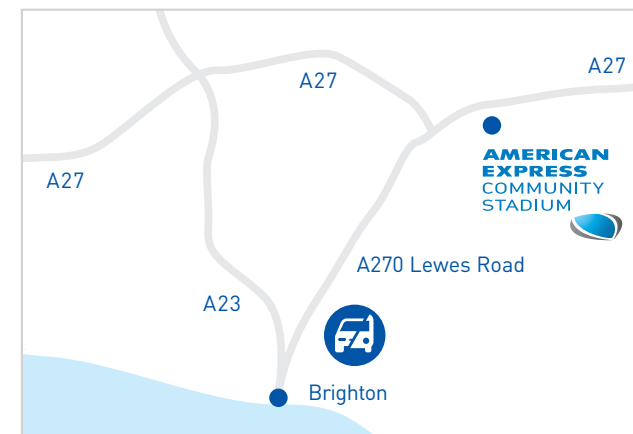 A27
A27
A27
AMERICAN
EXPRESS
COMMUNITY
STADIUM
A270 Lewes Road
A23
Brighton